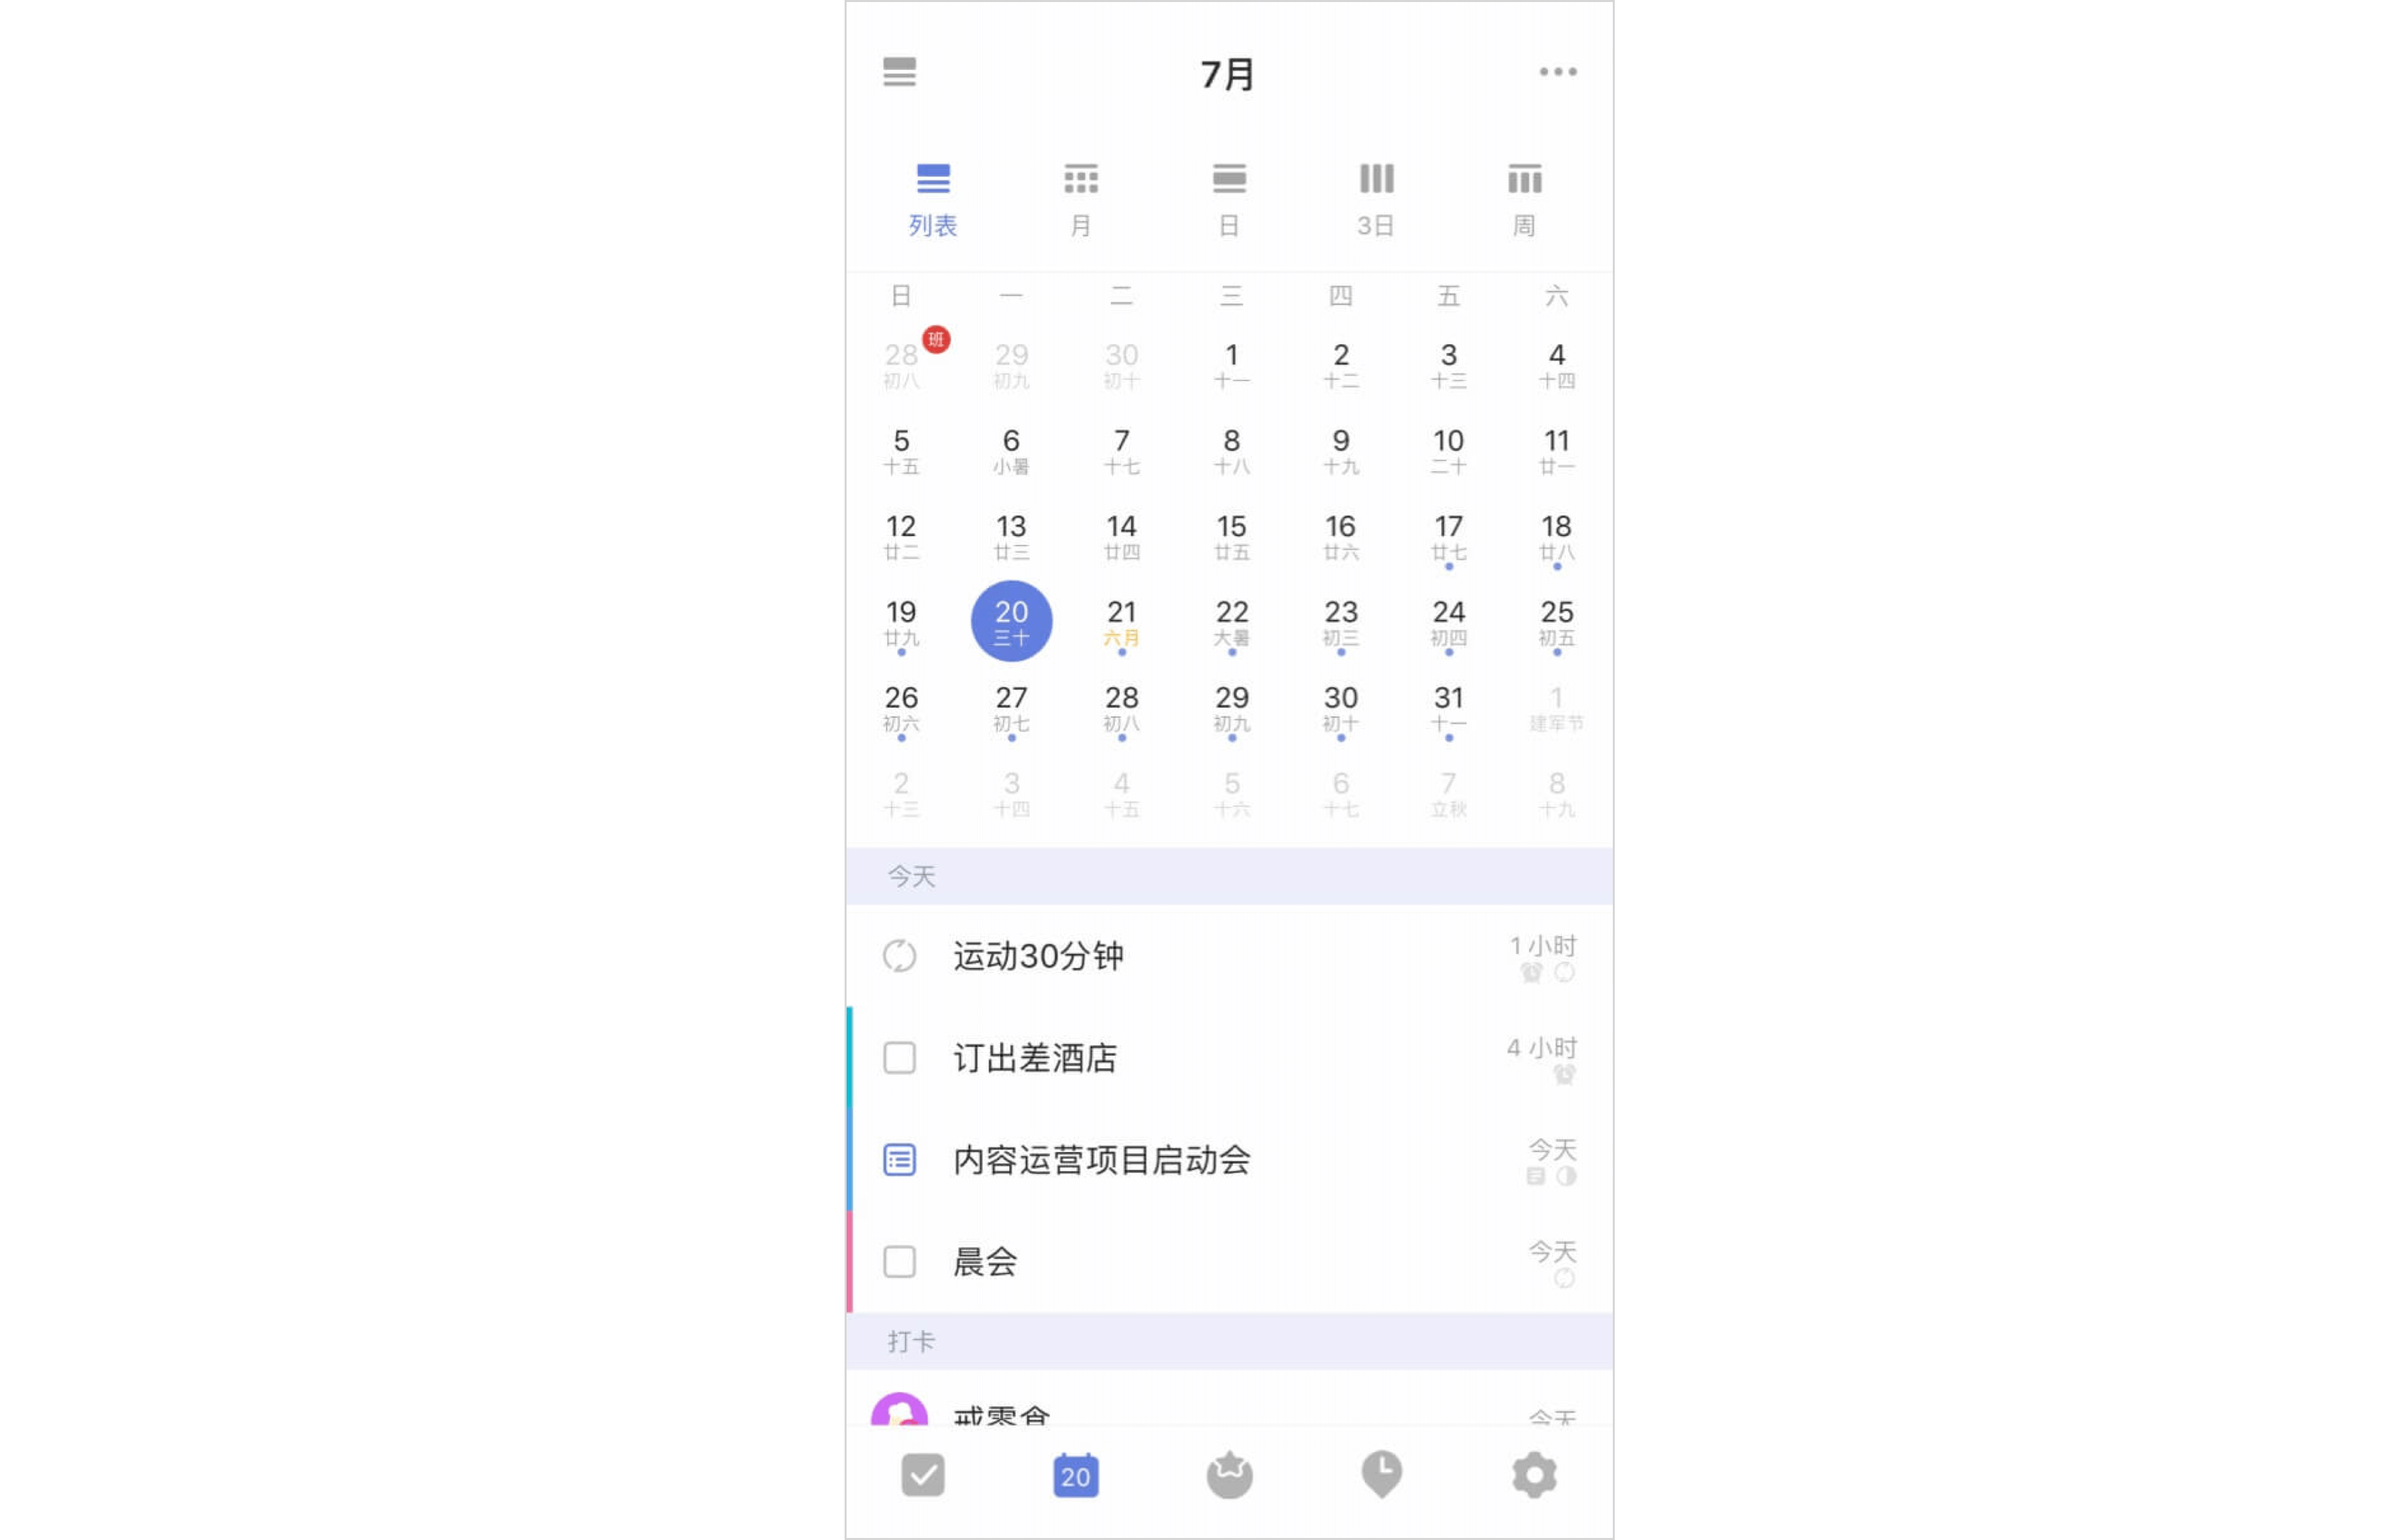 7月
列表 月 日 3日 周
日 一 二 三 四 五 六
28 班 29 30 1 2 3 4
初八 初九 初十 十一 十二 十三 十四
5 6 7 8 9 10 11
十五 小暑 十七 十八 十九 二十 廿一
12 13 14 15 16 17 18
廿二 廿三 廿四 廿五 廿六 廿七 廿八
19 20 21 22 23 24 25
廿九 三十 六月 大暑 初三 初四 初五
26 27 28 29 30 31 1
初六 初七 初八 初九 初十 十一 建军节
2 3 4 5 6 7 8
十三 十四 十五 十六 十七 立秋 十九
今天
运动30分钟 1 小时
订出差酒店 4 小时
内容运营项目启动会 今天
晨会 今天
打卡
戒零食 今天
20